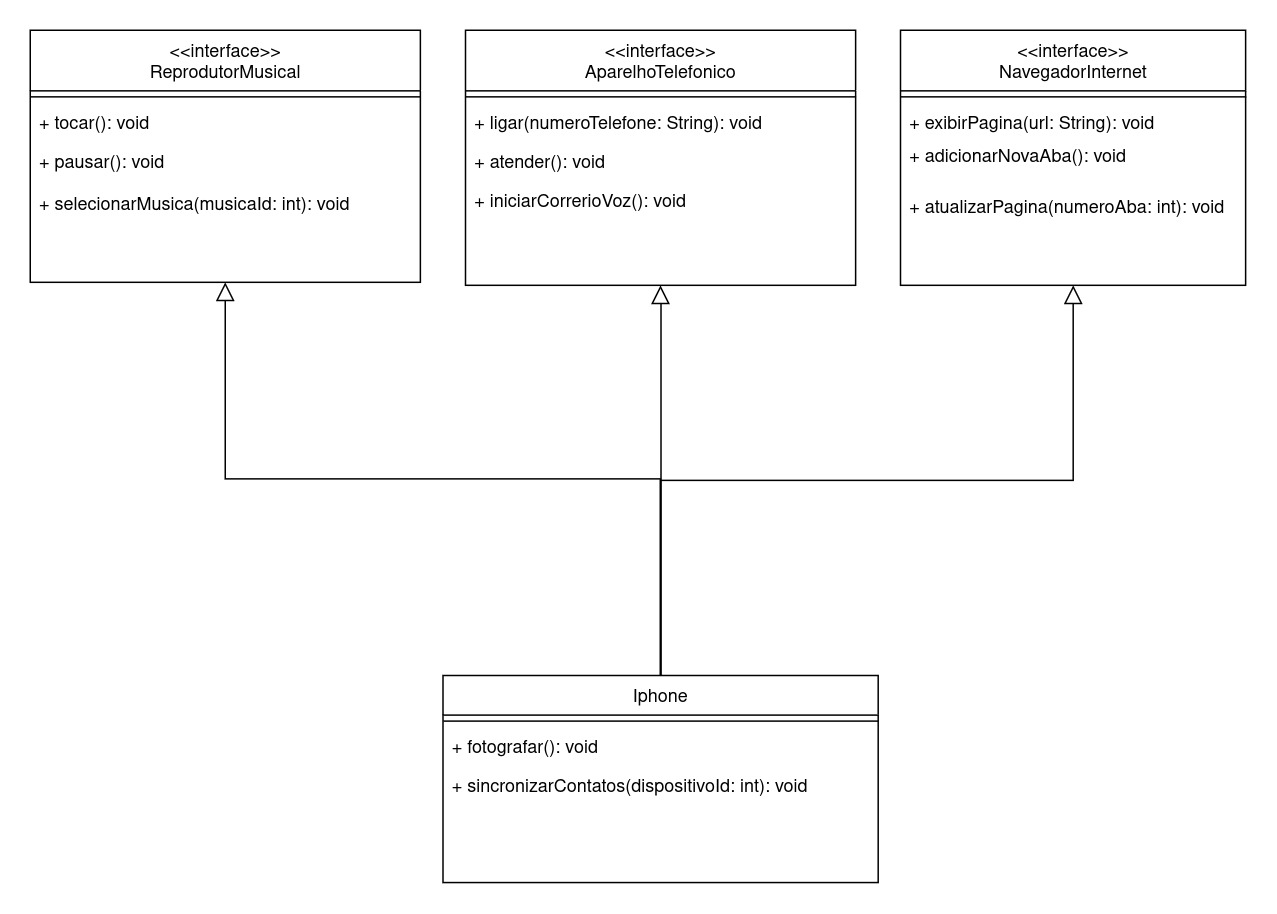 <<interface>>
ReprodutorMusical
+ tocar(): void
+ pausar(): void
+ selecionarMusica(musicaId: int): void
<<interface>>
AparelhoTelefonico
+ ligar(numeroTelefone: String): void
+ atender(): void
+ iniciarCorrerioVoz(): void
<<interface>>
NavegadorInternet
+ exibirPagina(url: String): void
+ adicionarNovaAba(): void
+ atualizarPagina(numeroAba: int): void
Iphone
+ fotografar(): void
+ sincronizarContatos(dispositivoId: int): void